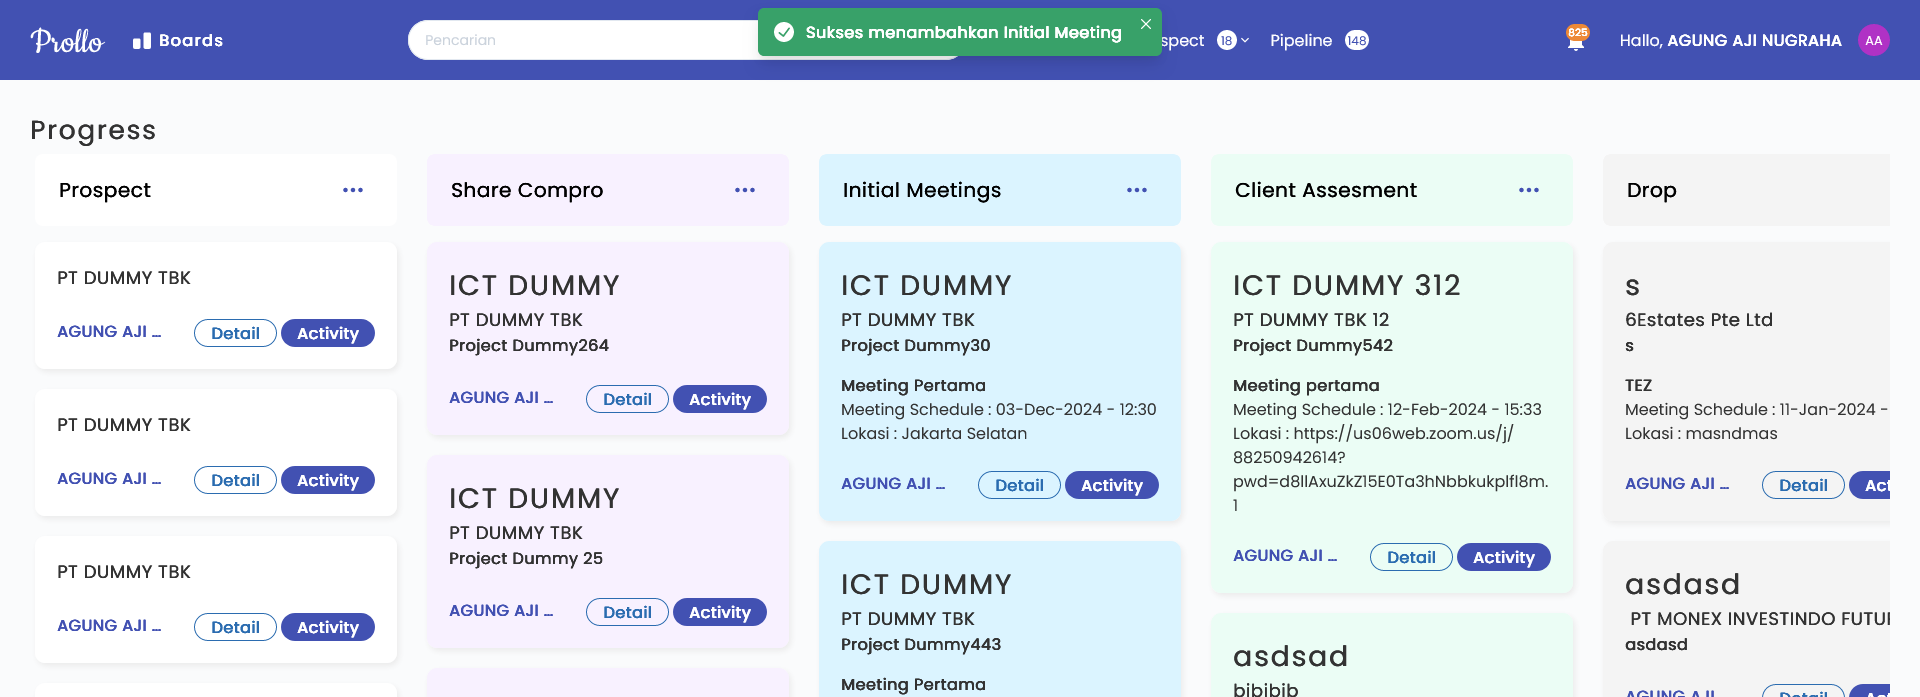 Prollo
Boards
Pencarian
Sukses menambahkan Initial Meeting
spect 18
Pipeline 148
825
Hallo, AGUNG AJI NUGRAHA
AA
Progress
Prospect
PT DUMMY TBK
AGUNG AJI ... Detail Activity
PT DUMMY TBK
AGUNG AJI ... Detail Activity
PT DUMMY TBK
AGUNG AJI ... Detail Activity
Share Compro
ICT DUMMY
PT DUMMY TBK
Project Dummy264
AGUNG AJI ... Detail Activity
ICT DUMMY
PT DUMMY TBK
Project Dummy 25
AGUNG AJI ... Detail Activity
Initial Meetings
ICT DUMMY
PT DUMMY TBK
Project Dummy30
Meeting Pertama
Meeting Schedule : 03-Dec-2024 - 12:30
Lokasi : Jakarta Selatan
AGUNG AJI ... Detail Activity
ICT DUMMY
PT DUMMY TBK
Project Dummy443
Meeting Pertama
Client Assesment
ICT DUMMY 312
PT DUMMY TBK 12
Project Dummy542
Meeting pertama
Meeting Schedule : 12-Feb-2024 - 15:33
Lokasi : https://us06web.zoom.us/j/
88250942614?
pwd=d8llAxuZkZ15E0Ta3hNbbkukplfl8m.
1
AGUNG AJI ... Detail Activity
asdsad
bibibib
Drop
s
6Estates Pte Ltd
s
TEZ
Meeting Schedule : 11-Jan-2024 -
Lokasi : masndmas
AGUNG AJI ... Detail Act
asdasd
PT MONEX INVESTINDO FUTU
asdasd
AGUNG AJI Detail Act